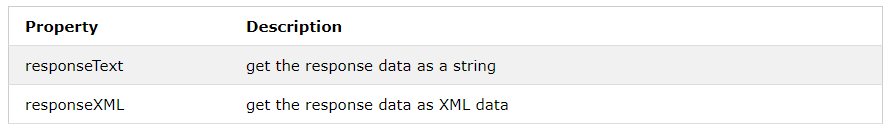 Property Description
responseText get the response data as a string
responseXML get the response data as XML data